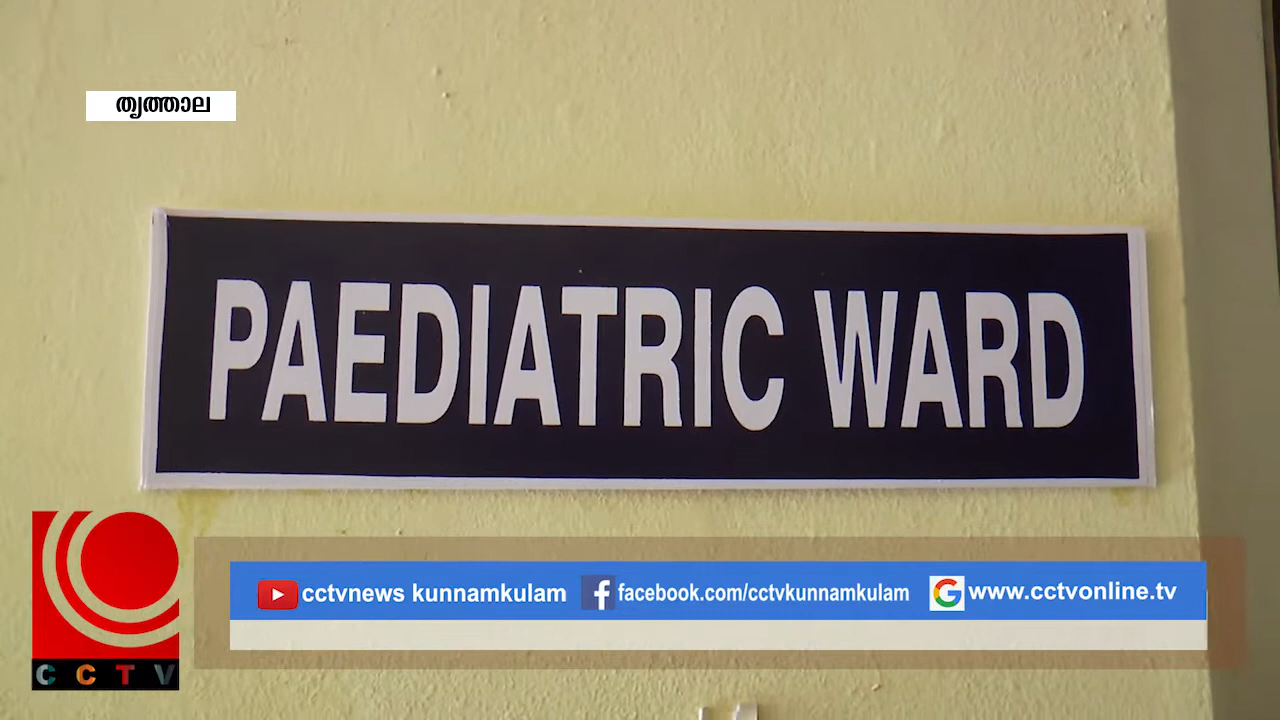 തൃത്താല
PAEDIATRIC WARD
cctvnews kunnamkulam facebook.com/cctvkunnamkulam www.cctvonline.tv
CCTV